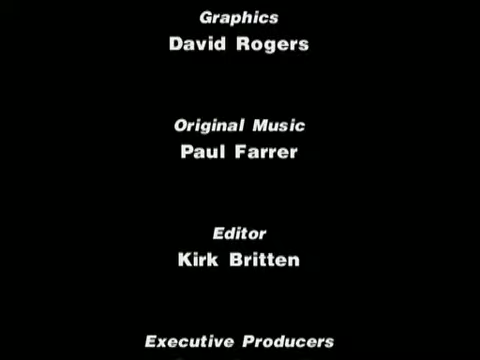 Graphics
David Rogers
Original Music
Paul Farrer
Editor
Kirk Britten
Executive Producers